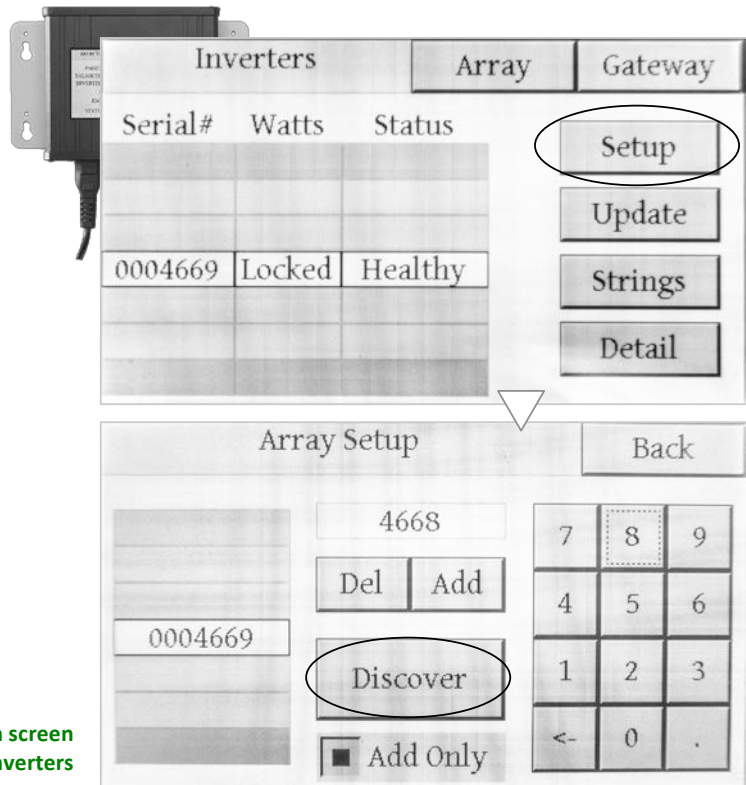 Inverters Array Gateway
Serial# Watts Status
Setup
Update
0004669 Locked Healthy
Strings
Detail
Array Setup Back
4668
7 8 9
Del Add
4 5 6
0004669
Discover
1 2 3
screen
<- 0 .
Add Only
nverters